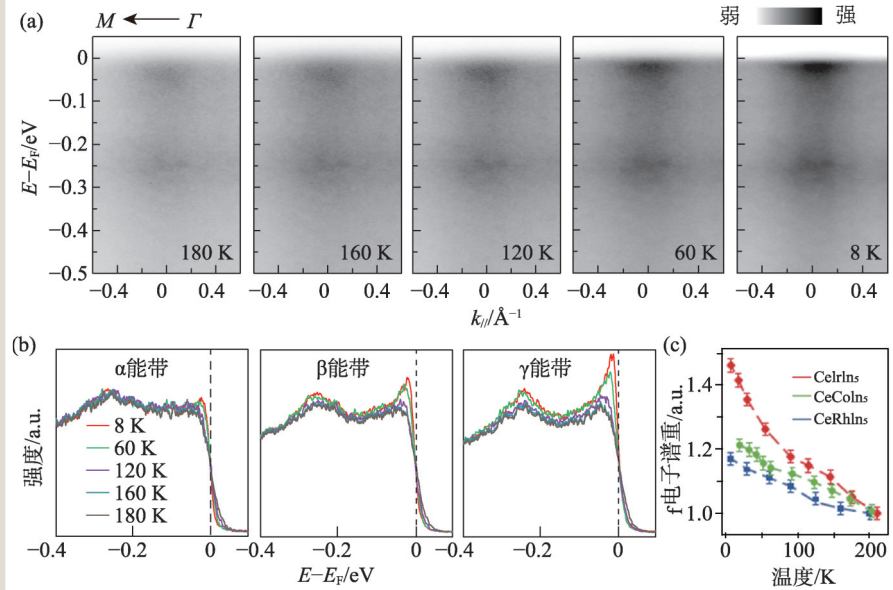 (a)
M ← Γ
弱 强
0
−0.1
−0.2
−0.3
−0.4
−0.5
E−E_F/eV
180 K
160 K
120 K
60 K
8 K
−0.4 0 0.4
−0.4 0 0.4
−0.4 0 0.4
−0.4 0 0.4
−0.4 0 0.4
k_///Å⁻¹
(b)
强度/a.u.
α能带
β能带
γ能带
8 K
60 K
120 K
160 K
180 K
−0.4 −0.2 0
−0.4 −0.2 0
−0.4 −0.2 0
E−E_F/eV
(c)
f电子谱重/a.u.
1.4
1.2
1.0
CeIrIn₅
CeCoIn₅
CeRhIn₅
0 100 200
温度/K